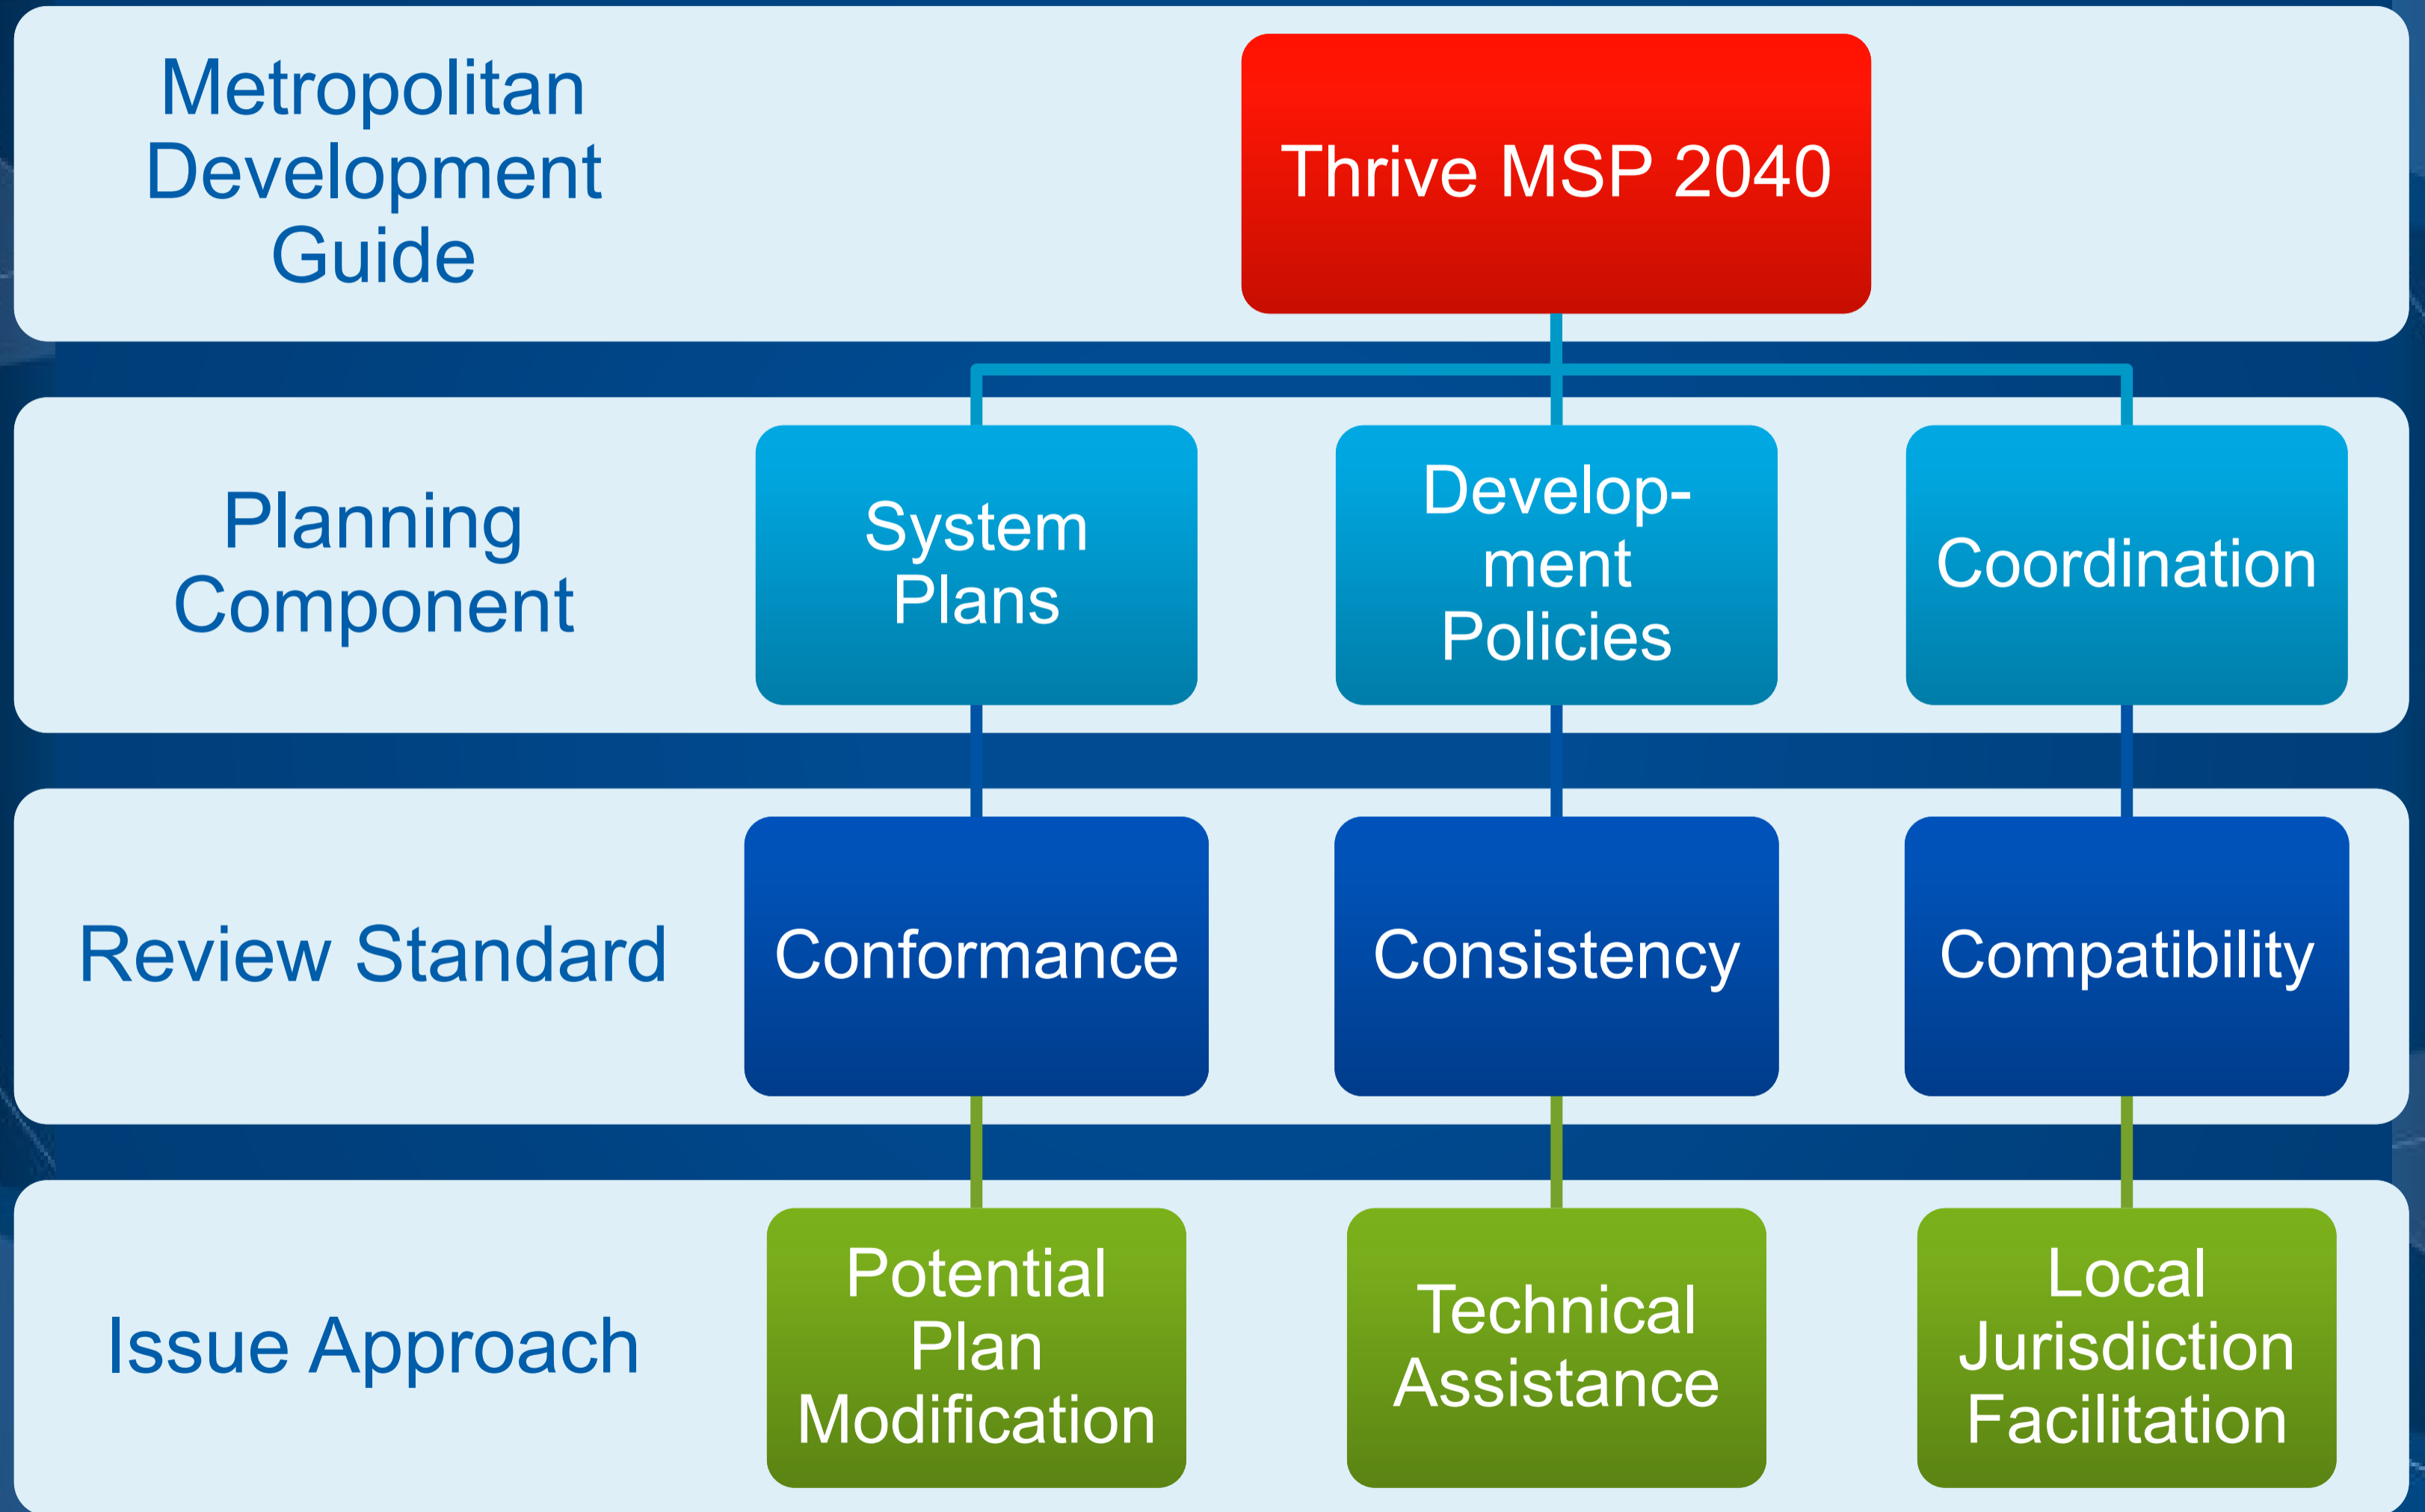 Metropolitan
Development
Guide
Thrive MSP 2040
Planning
Component
System
Plans
Develop-
ment
Policies
Coordination
Review Standard
Conformance
Consistency
Compatibility
Issue Approach
Potential
Plan
Modification
Technical
Assistance
Local
Jurisdiction
Facilitation